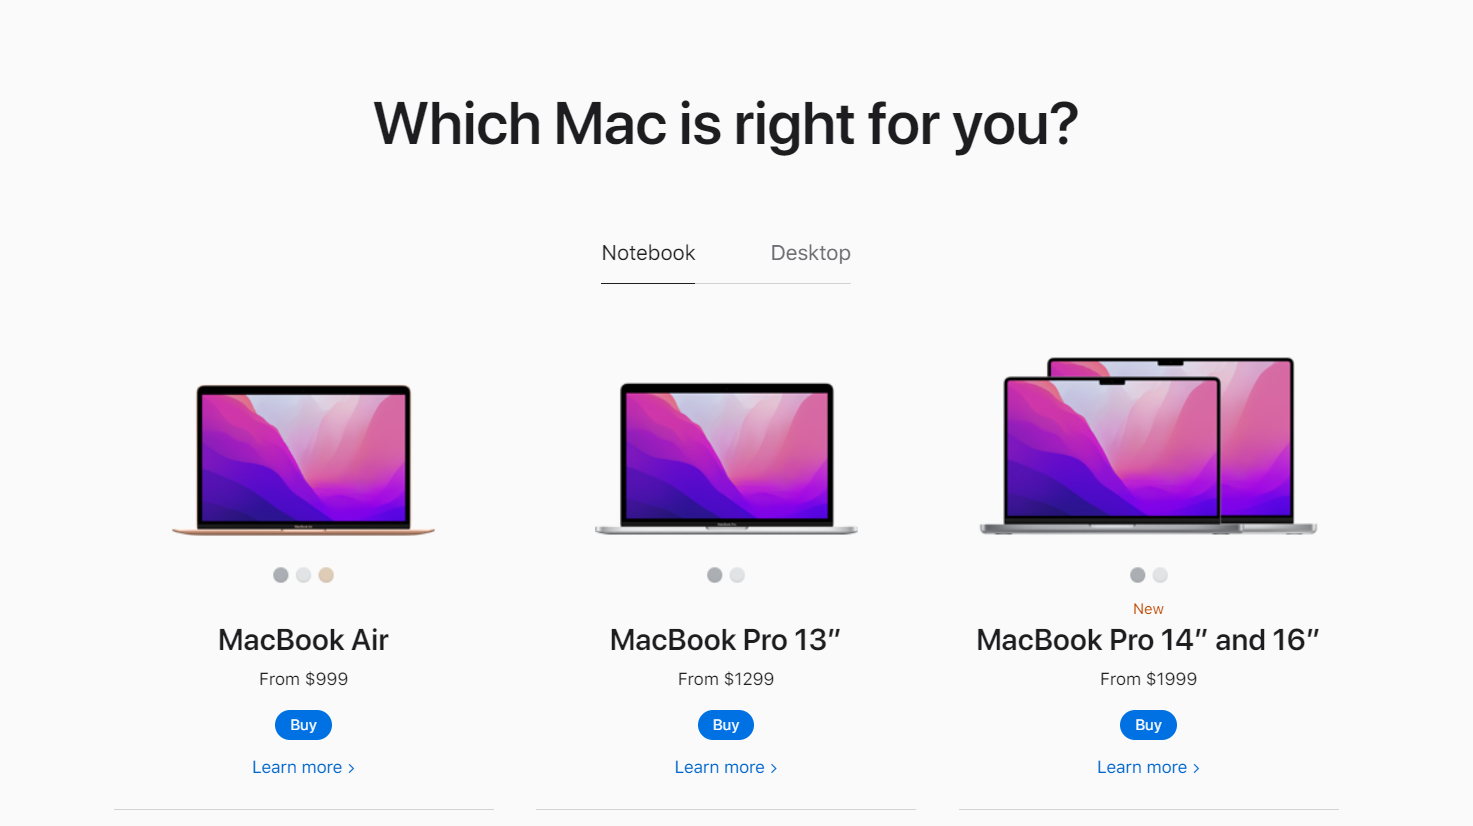 Which Mac is right for you?
Notebook
Desktop
MacBook Air
From $999
Buy
Learn more >
MacBook Pro 13″
From $1299
Buy
Learn more >
New
MacBook Pro 14″ and 16″
From $1999
Buy
Learn more >